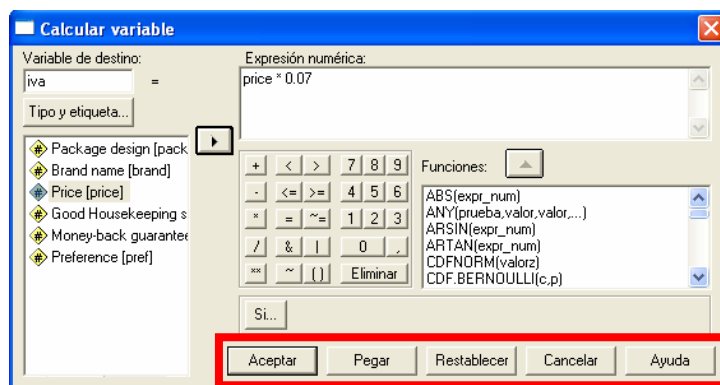 Calcular variable
Variable de destino:
iva
=
Tipo y etiqueta...
Package design [pack
Brand name [brand]
Price [price]
Good Housekeeping s
Money-back guarantee
Preference [pref]
Expresión numérica:
price * 0.07
+ < > 7 8 9
- <= >= 4 5 6
* = ~= 1 2 3
/ & | 0 ,
** ~ () Eliminar
Funciones:
ABS(expr_num)
ANY(prueba,valor,valor,...)
ARSIN(expr_num)
ARTAN(expr_num)
CDFNORM(valorz)
CDF.BERNOULLI(c,p)
Si...
Aceptar Pegar Restablecer Cancelar Ayuda